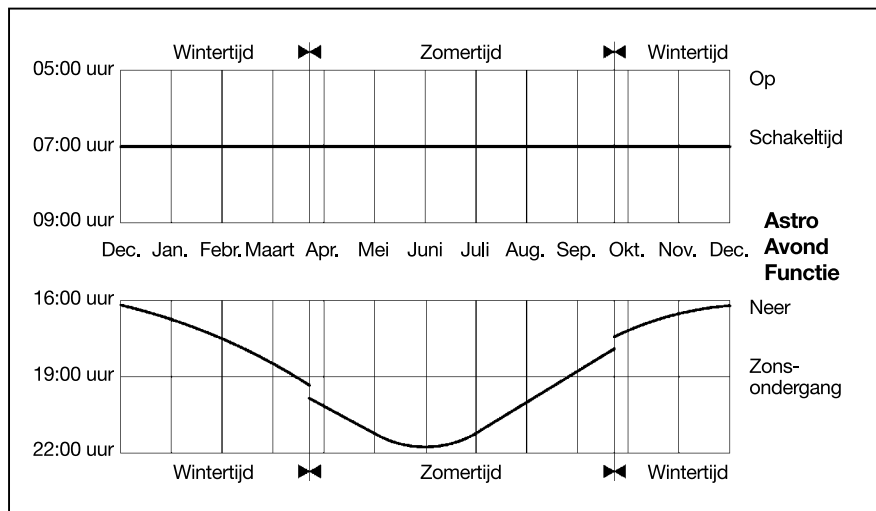 Wintertijd Zomertijd Wintertijd
05:00 uur Op
07:00 uur Schakeltijd
09:00 uur
Dec. Jan. Febr. Maart Apr. Mei Juni Juli Aug. Sep. Okt. Nov. Dec.
Astro
Avond
Functie
16:00 uur Neer
19:00 uur Zons-
ondergang
22:00 uur
Wintertijd Zomertijd Wintertijd